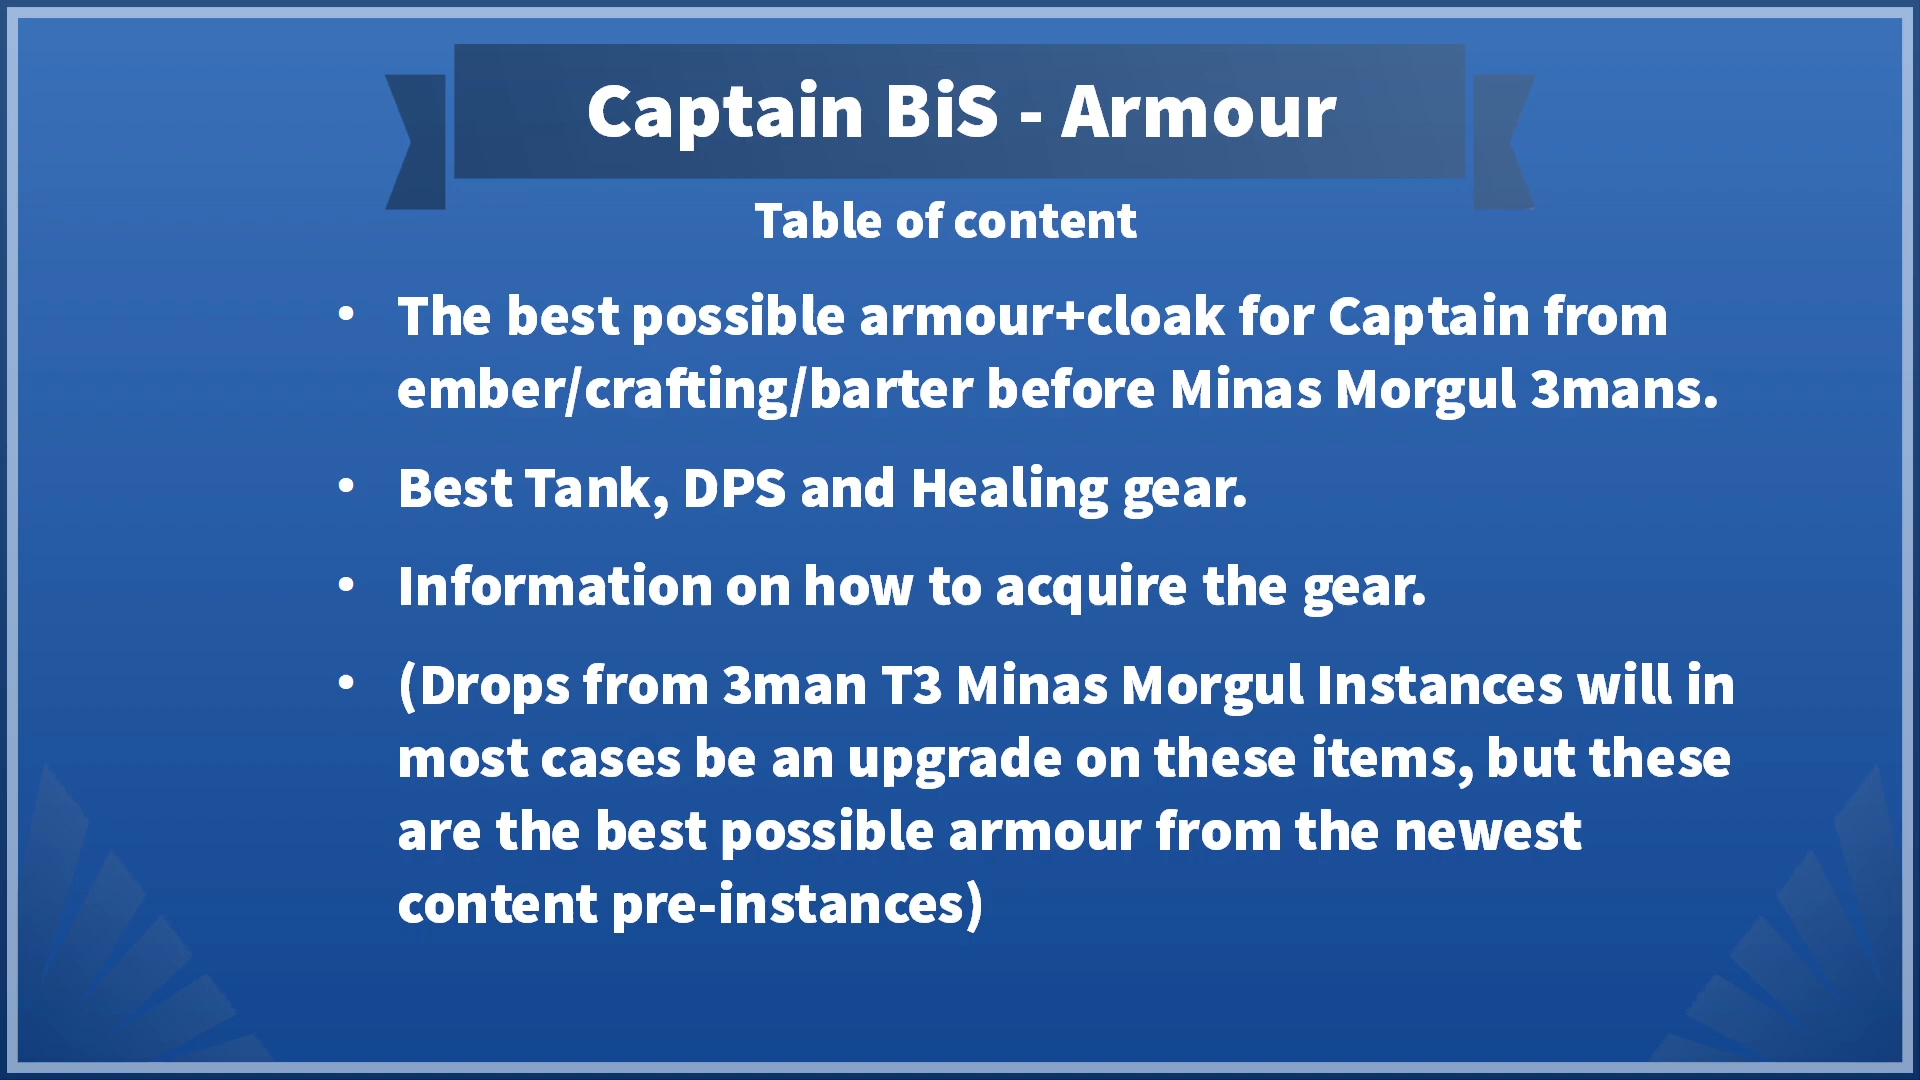 Captain BiS - Armour
Table of content
• The best possible armour+cloak for Captain from
ember/crafting/barter before Minas Morgul 3mans.
• Best Tank, DPS and Healing gear.
• Information on how to acquire the gear.
• (Drops from 3man T3 Minas Morgul Instances will in
most cases be an upgrade on these items, but these
are the best possible armour from the newest
content pre-instances)